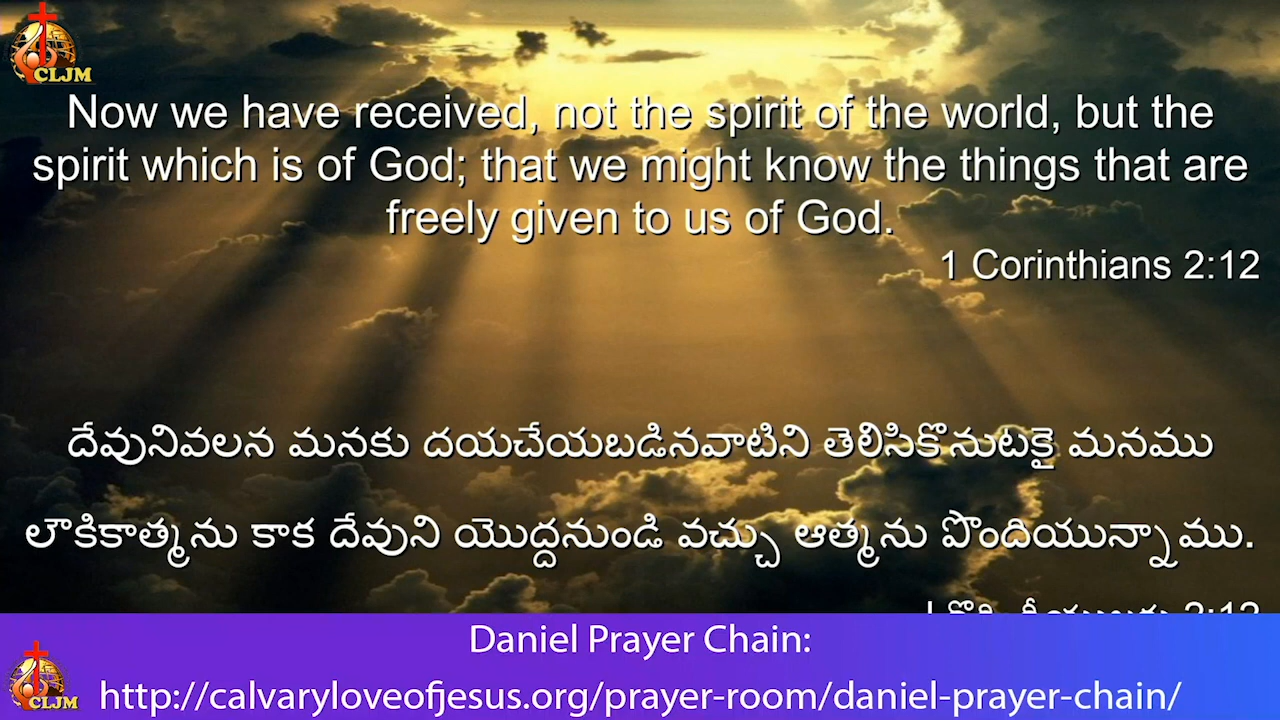 CLJM
Now we have received, not the spirit of the world, but the
spirit which is of God; that we might know the things that are
freely given to us of God.
1 Corinthians 2:12
దేవునివలన మనకు దయచేయబడినవాటిని తెలిసికొనుటకై మనము
లౌకికాత్మను కాక దేవుని యొద్దనుండి వచ్చు ఆత్మను పొందియున్నాము.
2:12
Daniel Prayer Chain:
CLJM
http://calvaryloveofjesus.org/prayer-room/daniel-prayer-chain/